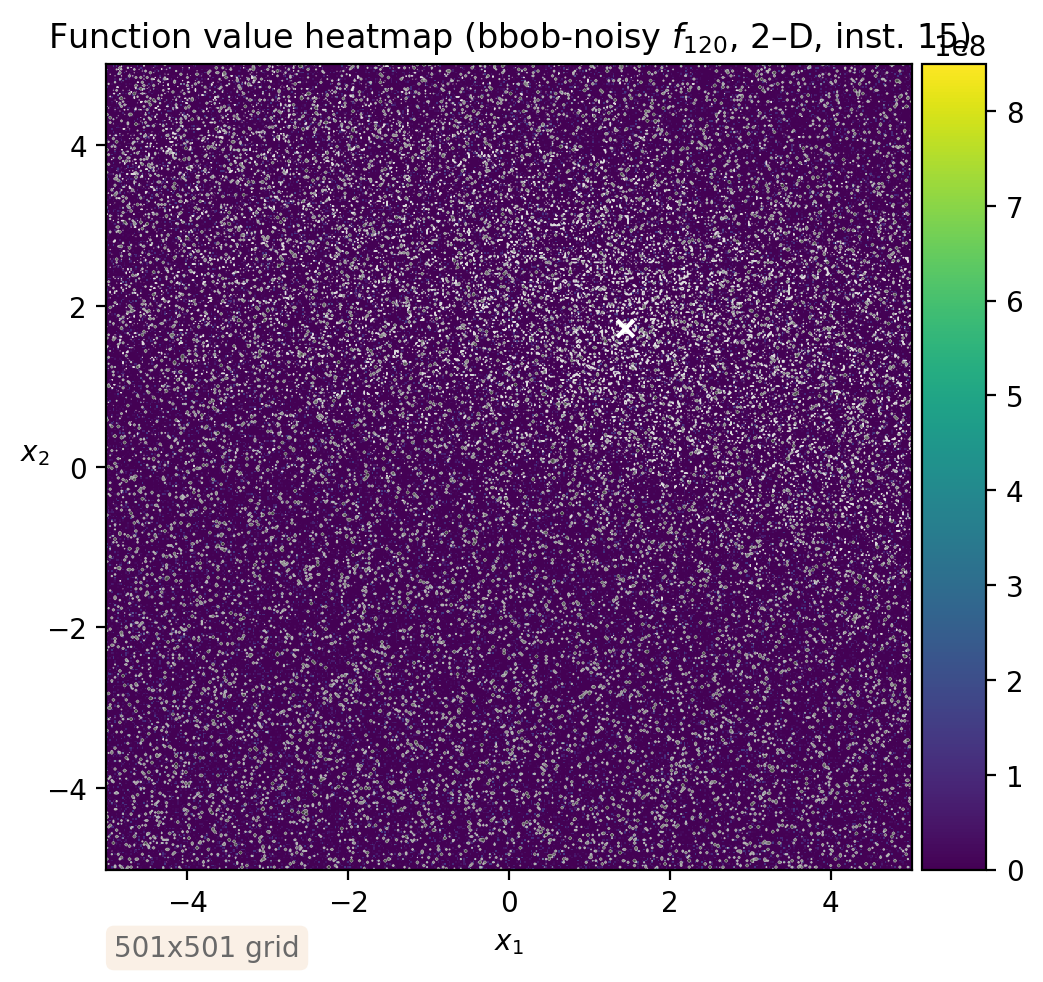 Function value heatmap (bbob-noisy f120, 2–D, inst. 15)
1e8
8
7
6
5
4
3
2
1
0
4
2
0
−2
−4
x2
−4 −2 0 2 4
x1
501x501 grid